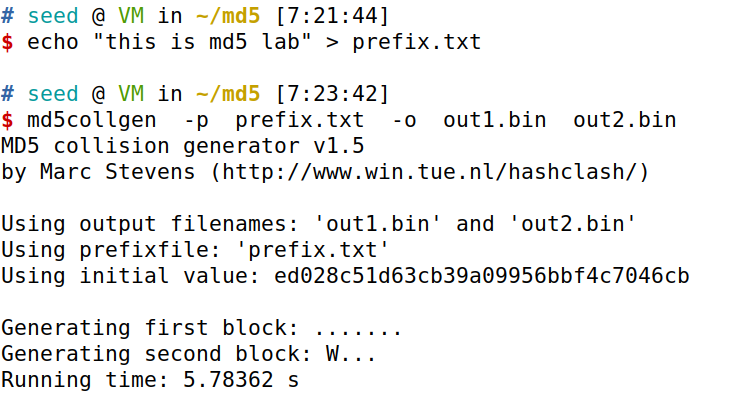 # seed @ VM in ~/md5 [7:21:44]
$ echo "this is md5 lab" > prefix.txt
# seed @ VM in ~/md5 [7:23:42]
$ md5collgen  -p  prefix.txt  -o  out1.bin  out2.bin
MD5 collision generator v1.5
by Marc Stevens (http://www.win.tue.nl/hashclash/)
Using output filenames: 'out1.bin' and 'out2.bin'
Using prefixfile: 'prefix.txt'
Using initial value: ed028c51d63cb39a09956bbf4c7046cb
Generating first block: .......
Generating second block: W...
Running time: 5.78362 s